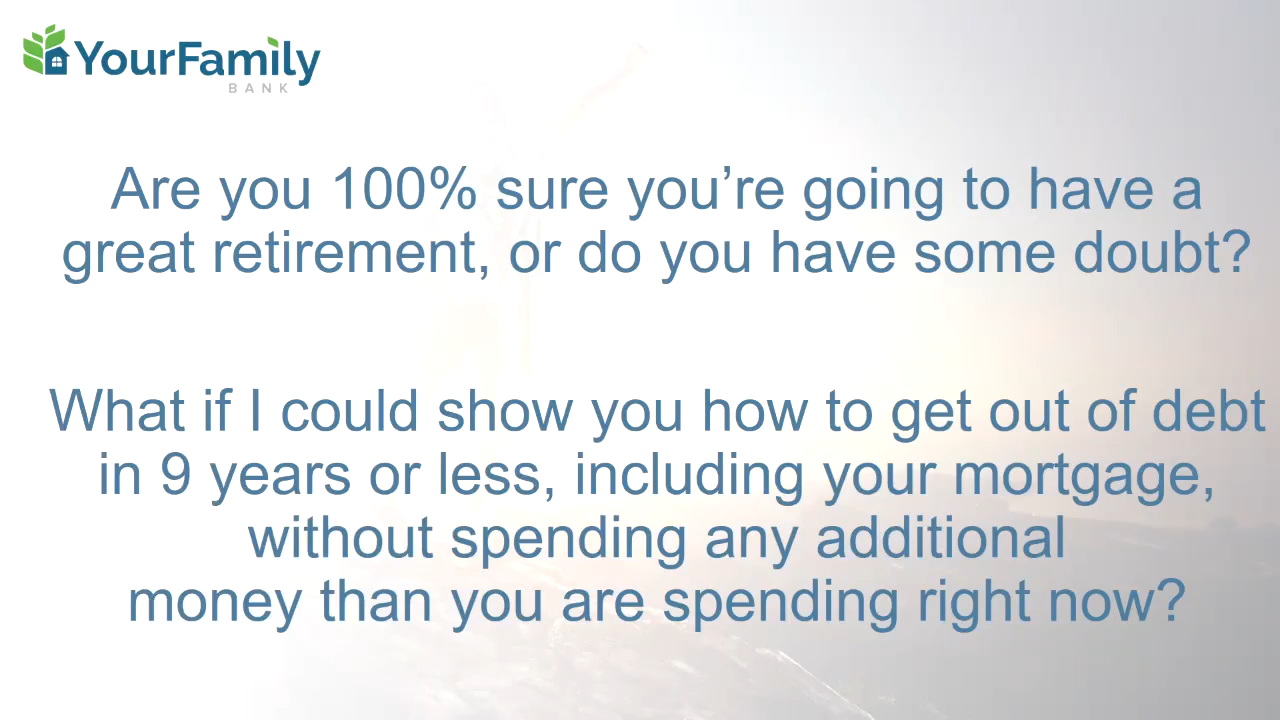 YourFamily
BANK
Are you 100% sure you’re going to have a
great retirement, or do you have some doubt?
What if I could show you how to get out of debt
in 9 years or less, including your mortgage,
without spending any additional
money than you are spending right now?